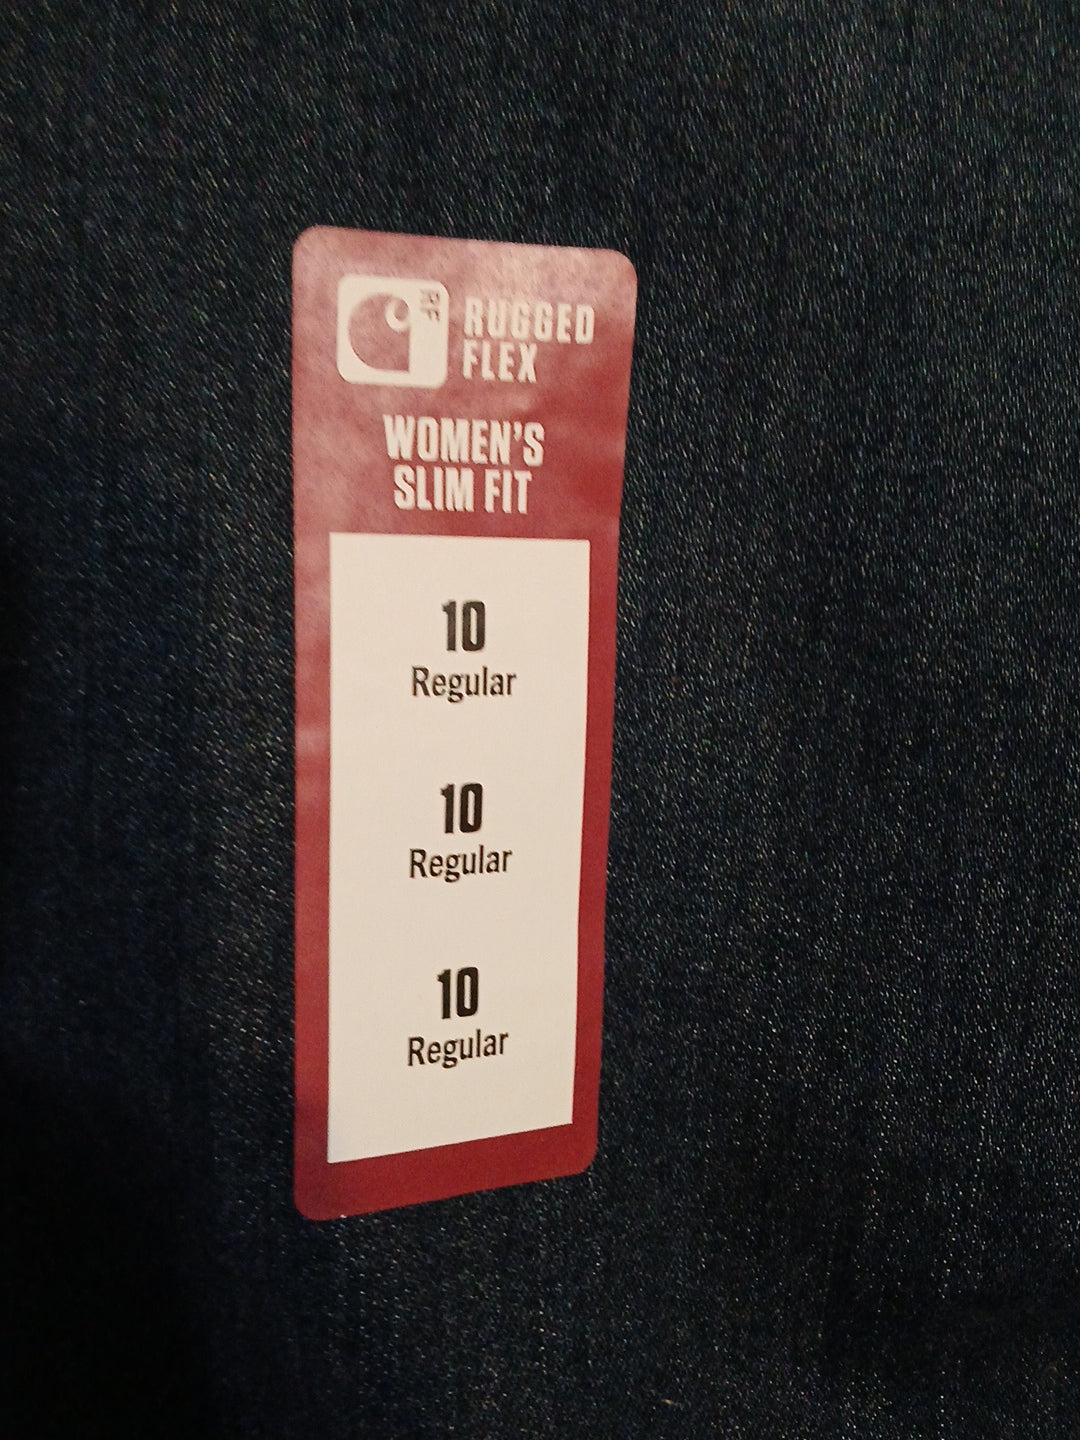 RF
RUGGED
FLEX
WOMEN'S
SLIM FIT
10
Regular
10
Regular
10
Regular